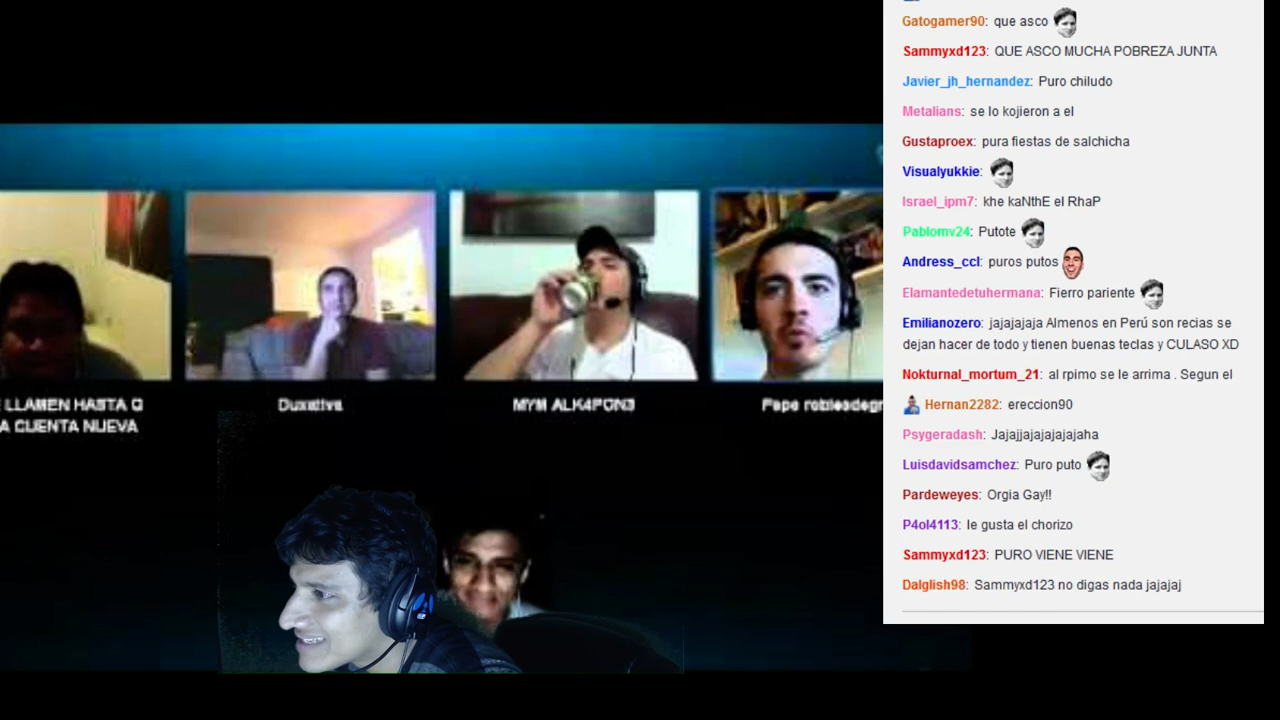 LLAMEN HASTA Q
A CUENTA NUEVA
Duxativa
MYM ALK4PON3
Pepe roblesdegr
Gatogamer90: que asco
Sammyxd123: QUE ASCO MUCHA POBREZA JUNTA
Javier_jh_hernandez: Puro chiludo
Metalians: se lo kojieron a el
Gustaproex: pura fiestas de salchicha
Visualyukkie:
Israel_ipm7: khe kaNthE el RhaP
Pablomv24: Putote
Andress_ccl: puros putos
Elamantedetuhermana: Fierro pariente
Emilianozero: jajajajaja Almenos en Perú son recias se
dejan hacer de todo y tienen buenas teclas y CULASO XD
Nokturnal_mortum_21: al rpimo se le arrima . Segun el
Hernan2282: ereccion90
Psygeradash: Jajajjajajajajajaha
Luisdavidsamchez: Puro puto
Pardeweyes: Orgia Gay!!
P4ol4113: le gusta el chorizo
Sammyxd123: PURO VIENE VIENE
Dalglish98: Sammyxd123 no digas nada jajajaj